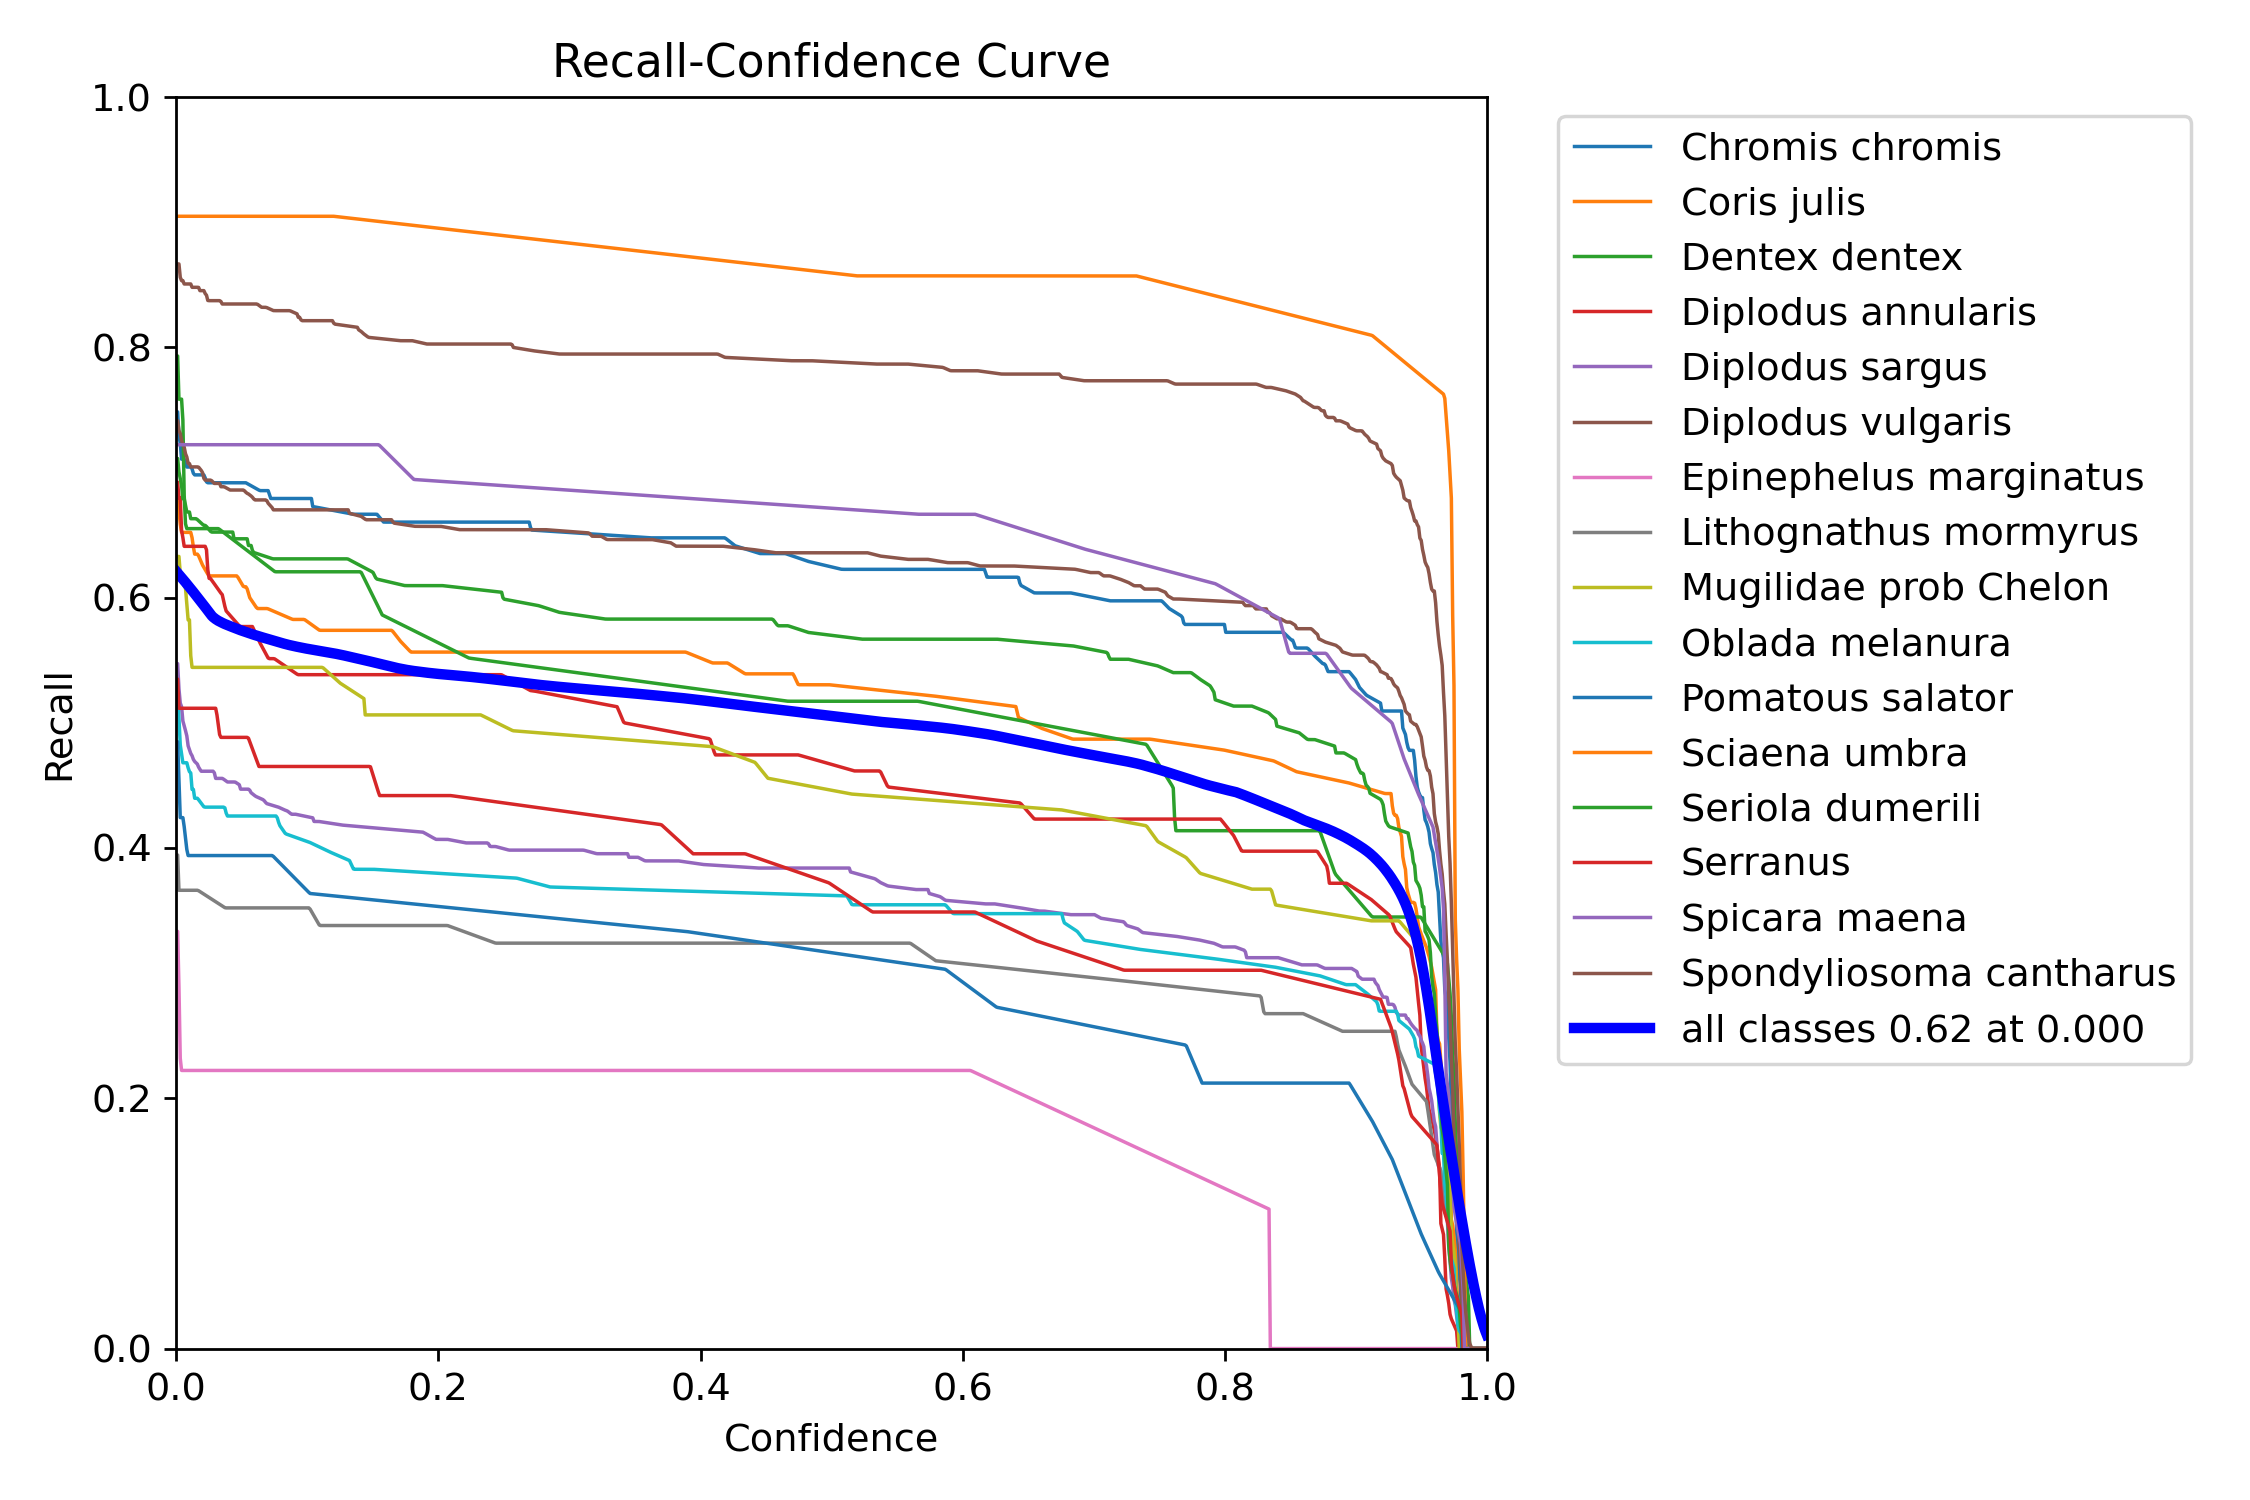 Recall-Confidence Curve
1.0
0.8
0.6
0.4
0.2
0.0
Recall
0.0 0.2 0.4 0.6 0.8 1.0
Confidence
Chromis chromis
Coris julis
Dentex dentex
Diplodus annularis
Diplodus sargus
Diplodus vulgaris
Epinephelus marginatus
Lithognathus mormyrus
Mugilidae prob Chelon
Oblada melanura
Pomatous salator
Sciaena umbra
Seriola dumerili
Serranus
Spicara maena
Spondyliosoma cantharus
all classes 0.62 at 0.000